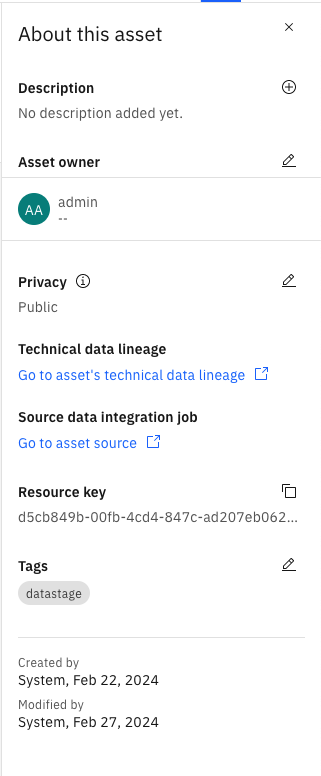 About this asset
Description
No description added yet.
Asset owner
AA
admin
--
Privacy
Public
Technical data lineage
Go to asset's technical data lineage
Source data integration job
Go to asset source
Resource key
d5cb849b-00fb-4cd4-847c-ad207eb062...
Tags
datastage
Created by
System, Feb 22, 2024
Modified by
System, Feb 27, 2024